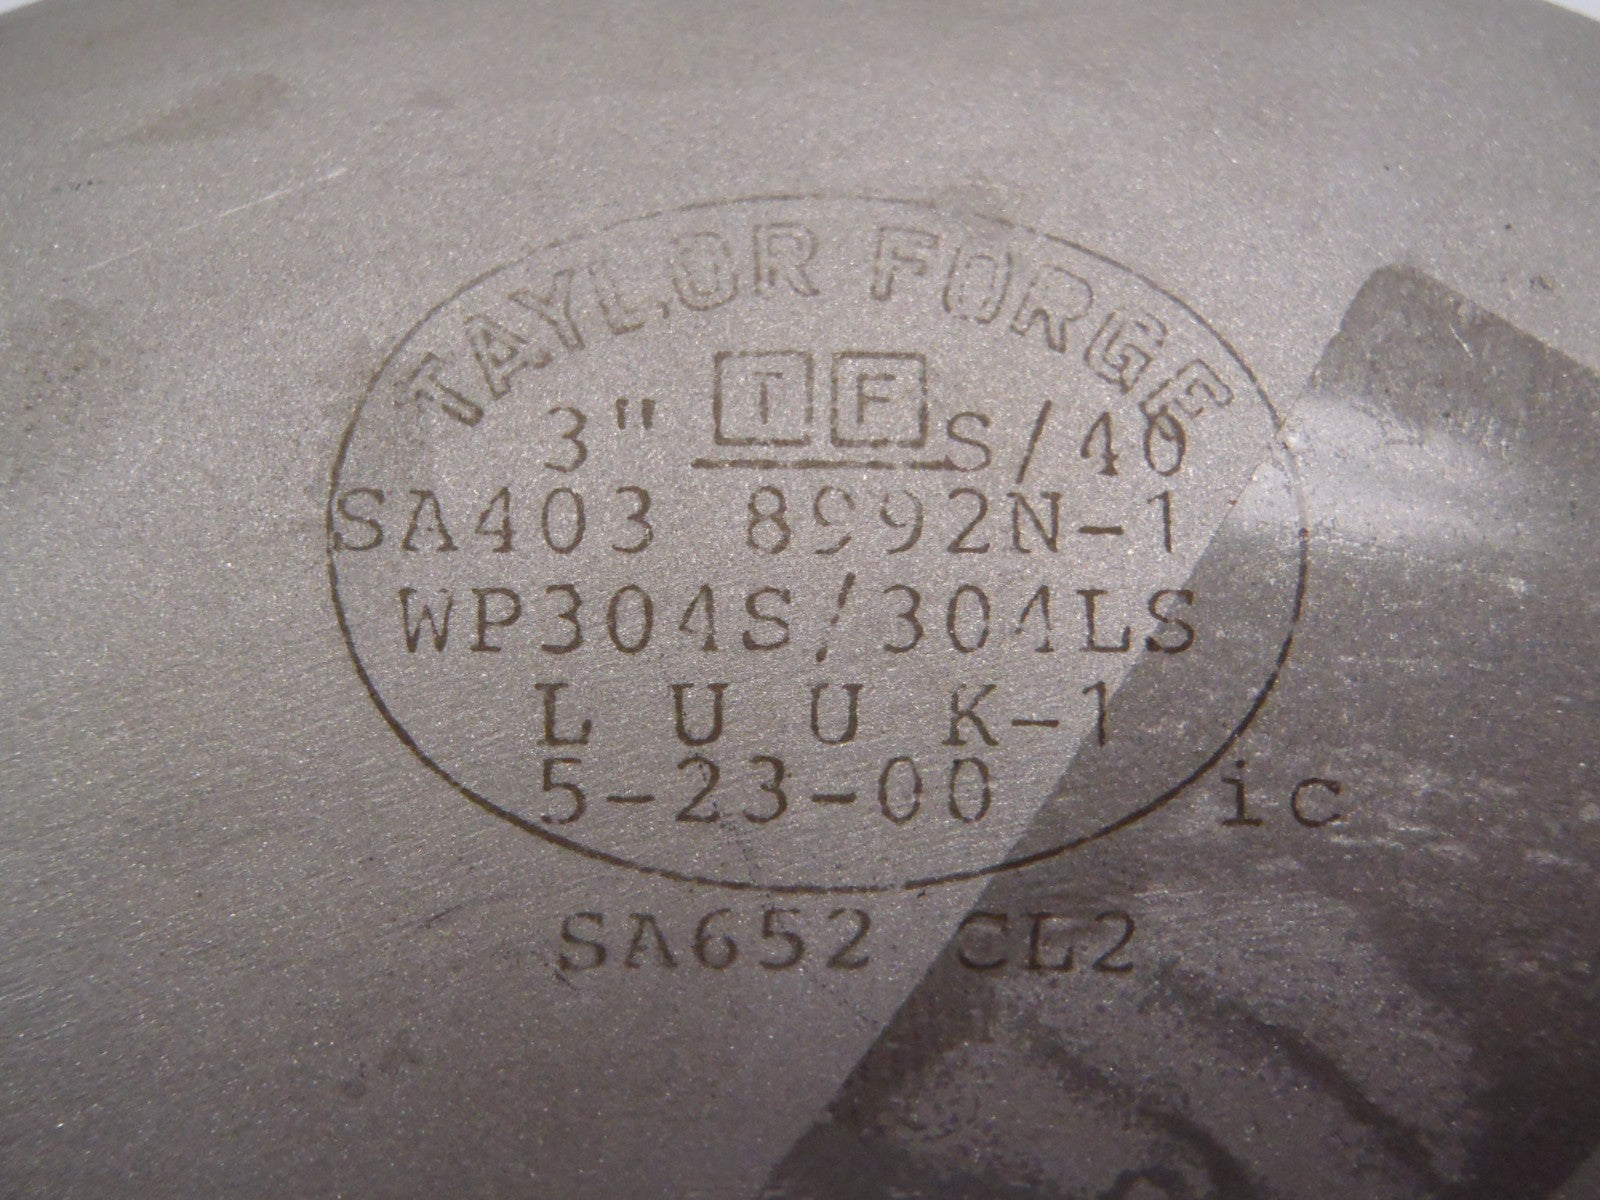 TAYLOR FORGE
TF
3" S/40
SA403 8992N-1
WP304S/304LS
L U U K-1
5-23-00 ic
SA652 CL2